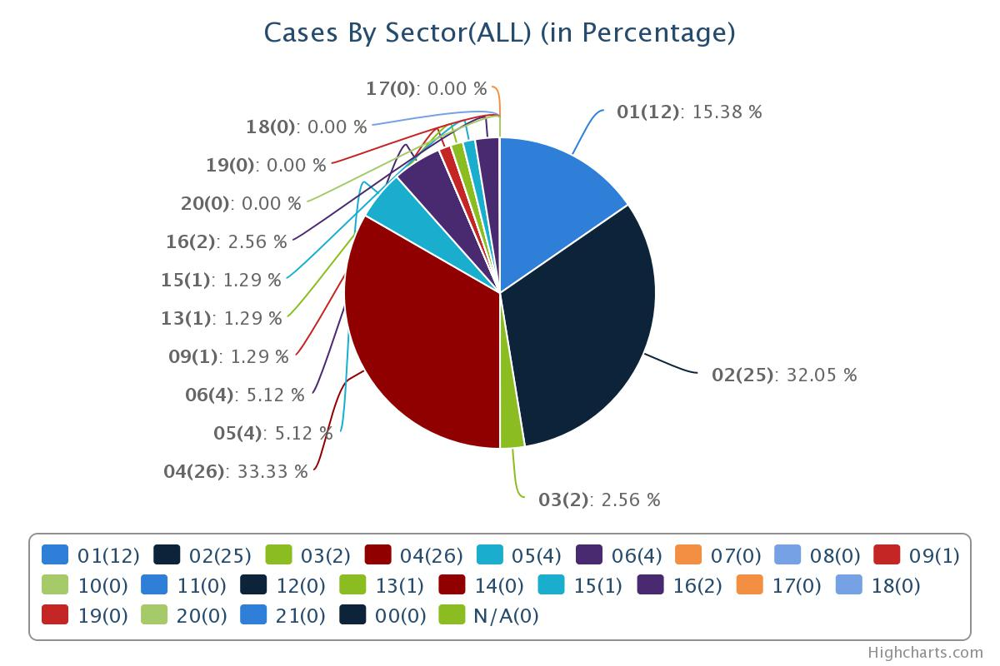 Cases By Sector(ALL) (in Percentage)
17(0): 0.00 %
01(12): 15.38 %
18(0): 0.00 %
19(0): 0.00 %
20(0): 0.00 %
16(2): 2.56 %
15(1): 1.29 %
13(1): 1.29 %
09(1): 1.29 %
02(25): 32.05 %
06(4): 5.12 %
05(4): 5.12 %
04(26): 33.33 %
03(2): 2.56 %
01(12) 02(25) 03(2) 04(26) 05(4) 06(4) 07(0) 08(0) 09(1)
10(0) 11(0) 12(0) 13(1) 14(0) 15(1) 16(2) 17(0) 18(0)
19(0) 20(0) 21(0) 00(0) N/A(0)
Highcharts.com